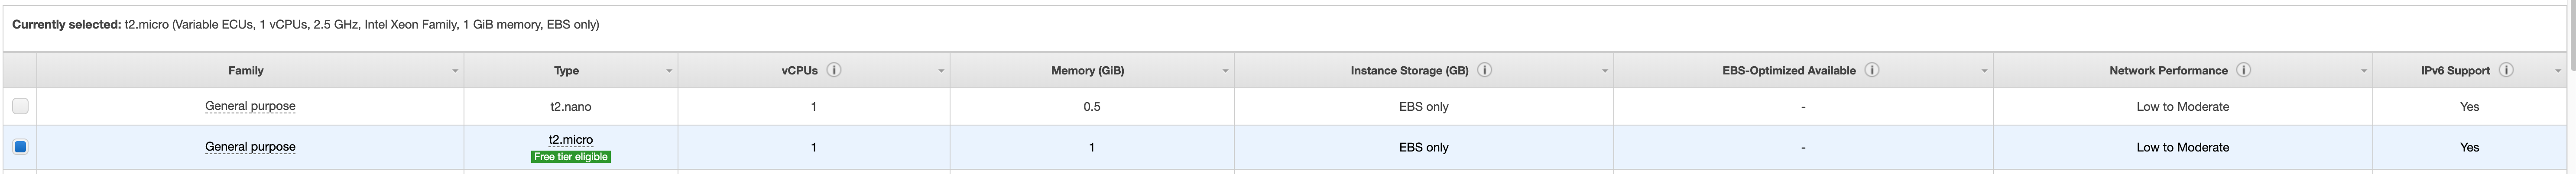 Currently selected: t2.micro (Variable ECUs, 1 vCPUs, 2.5 GHz, Intel Xeon Family, 1 GiB memory, EBS only)
Family Type vCPUs Memory (GiB) Instance Storage (GB) EBS-Optimized Available Network Performance IPv6 Support
General purpose t2.nano 1 0.5 EBS only - Low to Moderate Yes
General purpose t2.micro 1 1 EBS only - Low to Moderate Yes
Free tier eligible